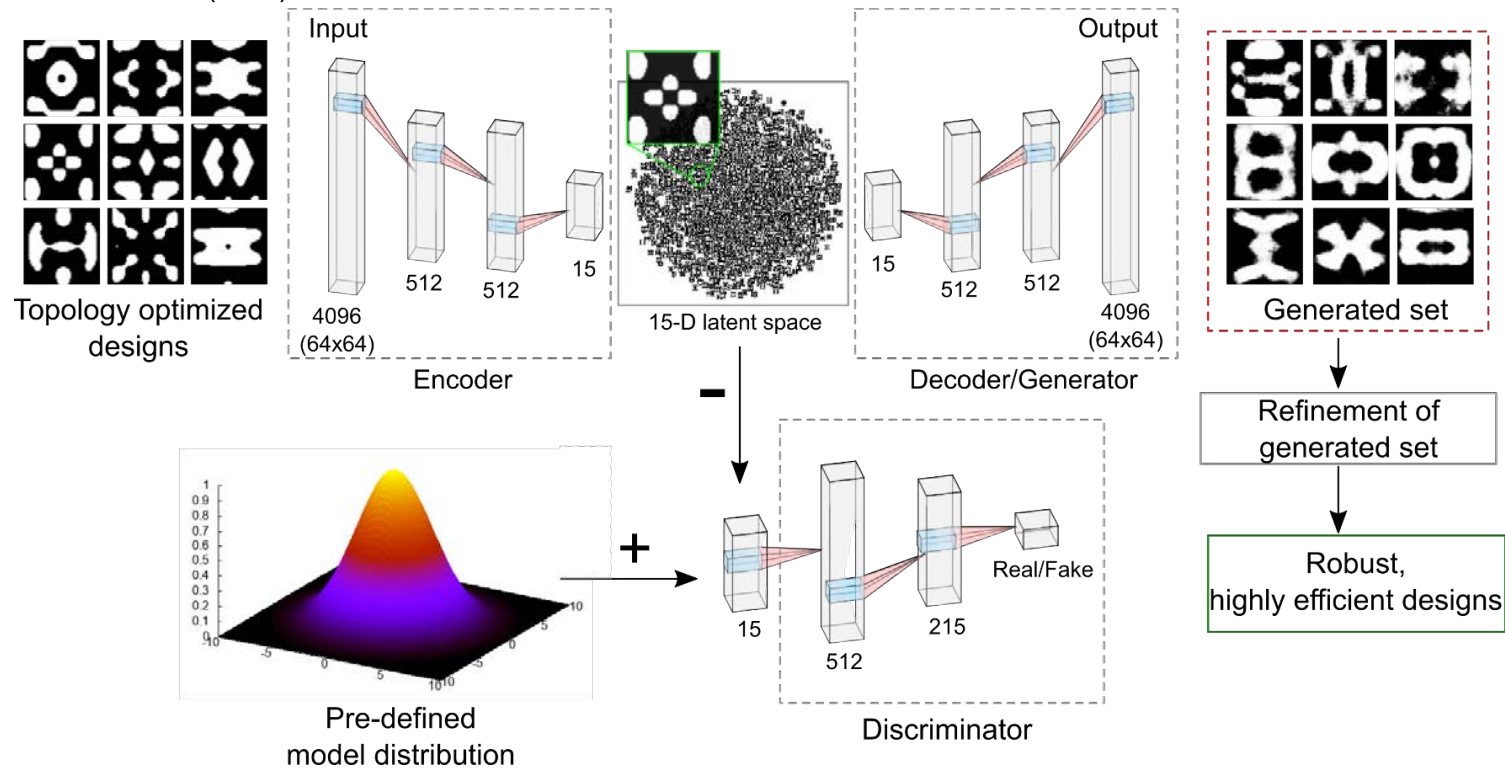 Input
Output
Topology optimized
designs
4096
(64x64)
512
512
15
Encoder
15-D latent space
15
512
512
4096
(64x64)
Decoder/Generator
Generated set
Refinement of
generated set
Robust,
highly efficient designs
-
+
1
0.9
0.8
0.7
0.6
0.5
0.4
0.3
0.2
0.1
0
-10
-5
0
5
10
-10
-5
0
5
10
Pre-defined
model distribution
15
512
215
Real/Fake
Discriminator